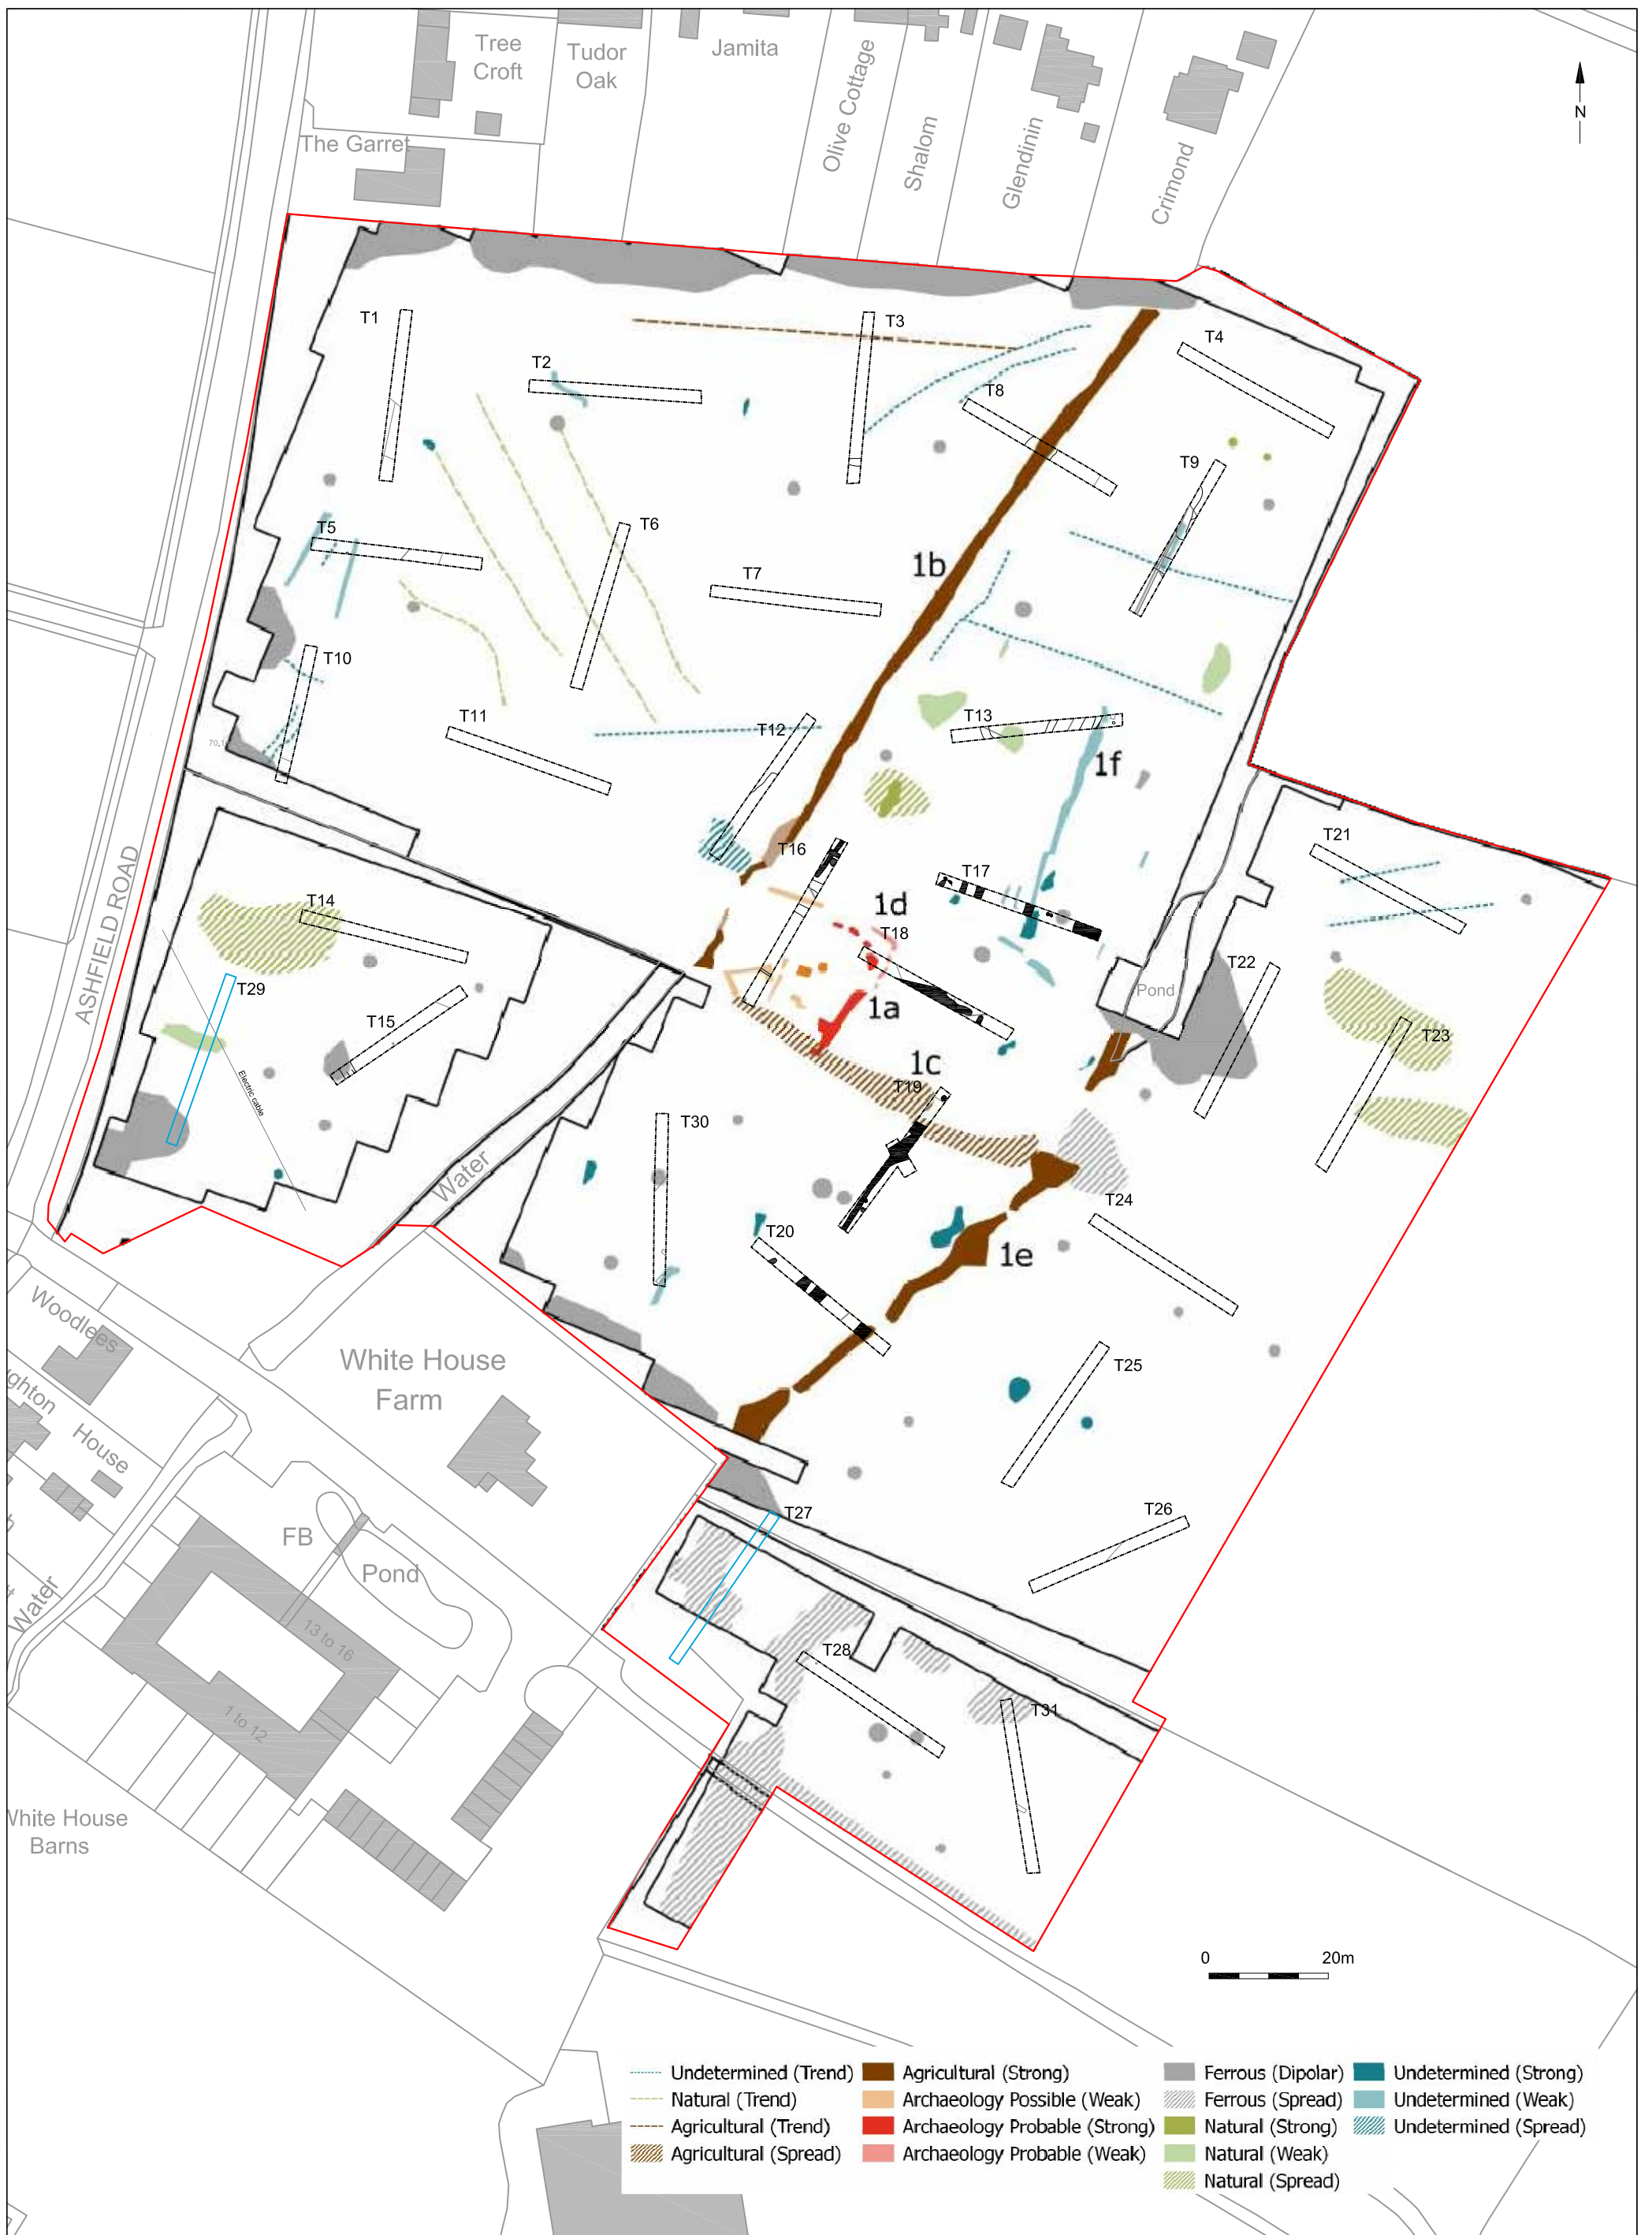 Tree
Croft
Tudor
Oak
Jamita
Olive Cottage
Shalom
Glendinin
Crimond
The Garret
N
T1
T2
T3
T4
T8
T9
T5
T6
T7
1b
T10
T11
T12
T13
1f
70.1
T16
T17
T21
1d
T18
T14
T22
Pond
T29
T15
1a
T23
ASHFIELD ROAD
Electric cable
1c
T19
T30
Water
T24
T20
1e
Woodlees
White House
Farm
T25
ghton
House
T26
T27
FB
Pond
Water
13 to 16
1 to 12
T28
T31
White House
Barns
0 20m
Undetermined (Trend)
Natural (Trend)
Agricultural (Trend)
Agricultural (Spread)
Agricultural (Strong)
Archaeology Possible (Weak)
Archaeology Probable (Strong)
Archaeology Probable (Weak)
Ferrous (Dipolar)
Ferrous (Spread)
Natural (Strong)
Natural (Weak)
Natural (Spread)
Undetermined (Strong)
Undetermined (Weak)
Undetermined (Spread)